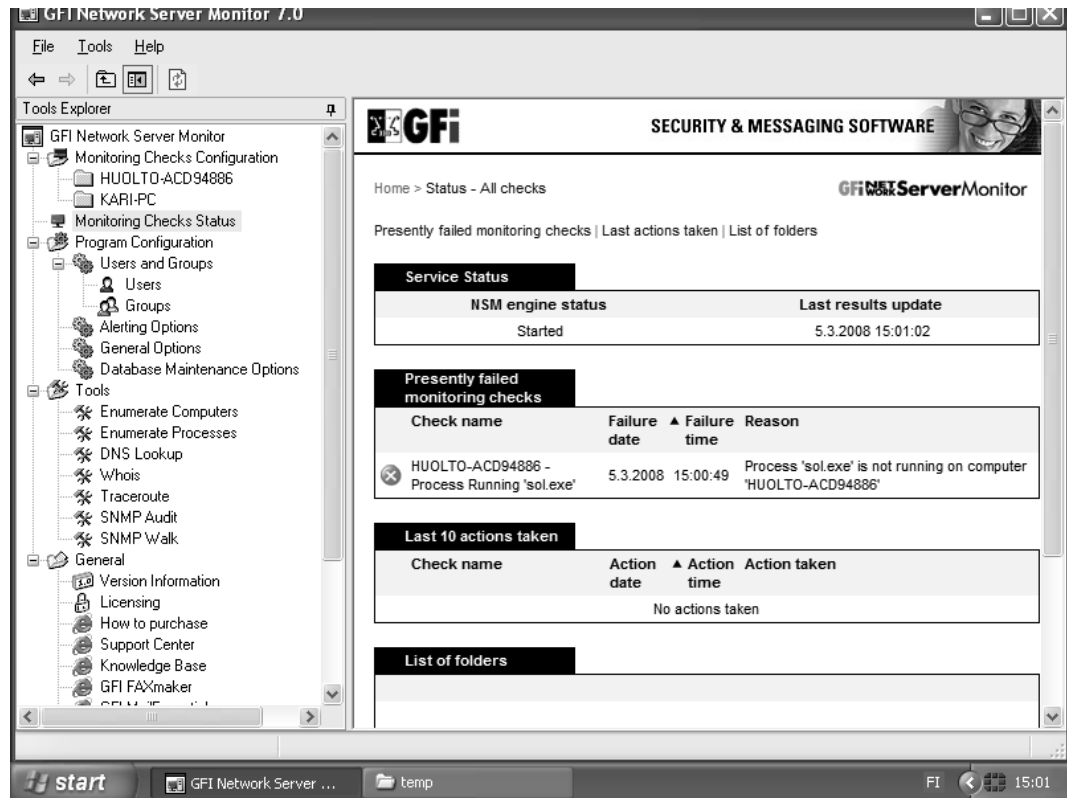 GFI Network Server Monitor 7.0
File Tools Help
Tools Explorer
GFI Network Server Monitor
Monitoring Checks Configuration
HUOLTO-ACD94886
KARI-PC
Monitoring Checks Status
Program Configuration
Users and Groups
Users
Groups
Alerting Options
General Options
Database Maintenance Options
Tools
Enumerate Computers
Enumerate Processes
DNS Lookup
Whois
Traceroute
SNMP Audit
SNMP Walk
General
Version Information
Licensing
How to purchase
Support Center
Knowledge Base
GFI FAXmaker
GFi
SECURITY & MESSAGING SOFTWARE
Home > Status - All checks
GFi NETWORK ServerMonitor
Presently failed monitoring checks | Last actions taken | List of folders
Service Status
NSM engine status Last results update
Started 5.3.2008 15:01:02
Presently failed
monitoring checks
Check name Failure ▲ Failure Reason
date time
HUOLTO-ACD94886 - 5.3.2008 15:00:49 Process 'sol.exe' is not running on computer
Process Running 'sol.exe' 'HUOLTO-ACD94886'
Last 10 actions taken
Check name Action ▲ Action Action taken
date time
No actions taken
List of folders
start GFI Network Server ... temp FI 15:01